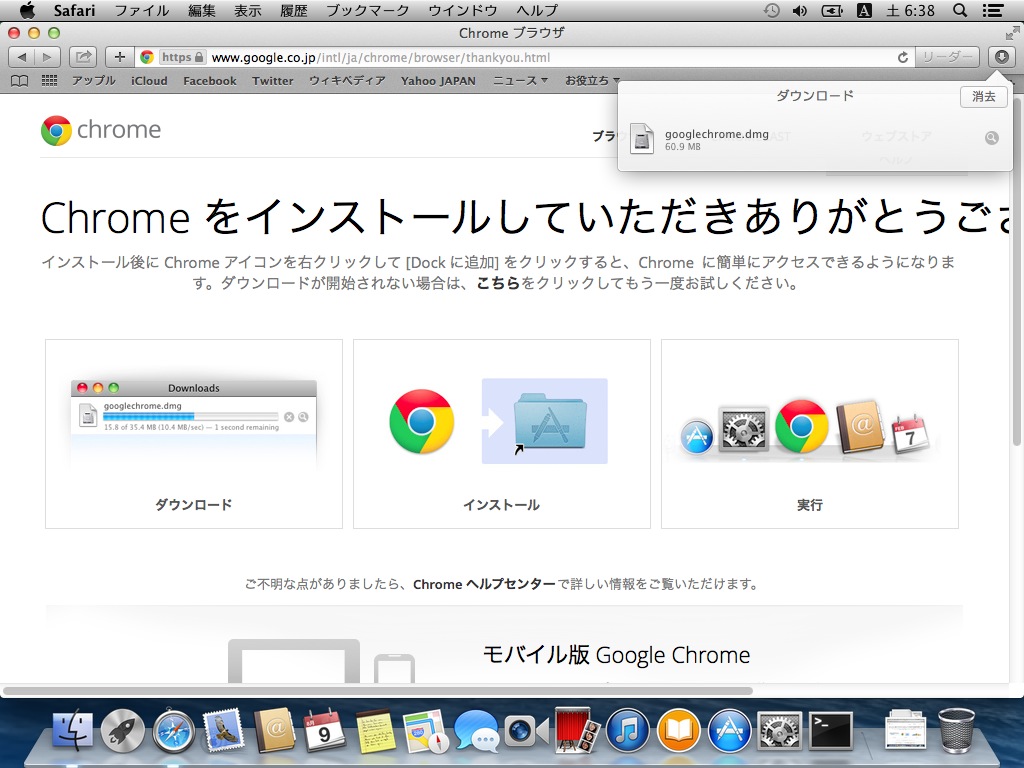 Safari ファイル 編集 表示 履歴 ブックマーク ウインドウ ヘルプ A 土 6:38
Chrome ブラウザ
https www.google.co.jp/intl/ja/chrome/browser/thankyou.html リーダー
アップル iCloud Facebook Twitter ウィキペディア Yahoo JAPAN ニュース お役立ち
ダウンロード 消去
googlechrome.dmg
60.9 MB
chrome ブラウ AST ウェブストア
ヘルプ
Chrome をインストールしていただきありがとうござ
インストール後に Chrome アイコンを右クリックして [Dock に追加] をクリックすると、Chrome に簡単にアクセスできるようになりま
す。ダウンロードが開始されない場合は、こちらをクリックしてもう一度お試しください。
Downloads
googlechrome.dmg
15.8 of 35.4 MB (10.4 MB/sec) — 1 second remaining
FEB
7
ダウンロード インストール 実行
ご不明な点がありましたら、Chrome ヘルプセンターで詳しい情報をご覧いただけます。
モバイル版 Google Chrome
9